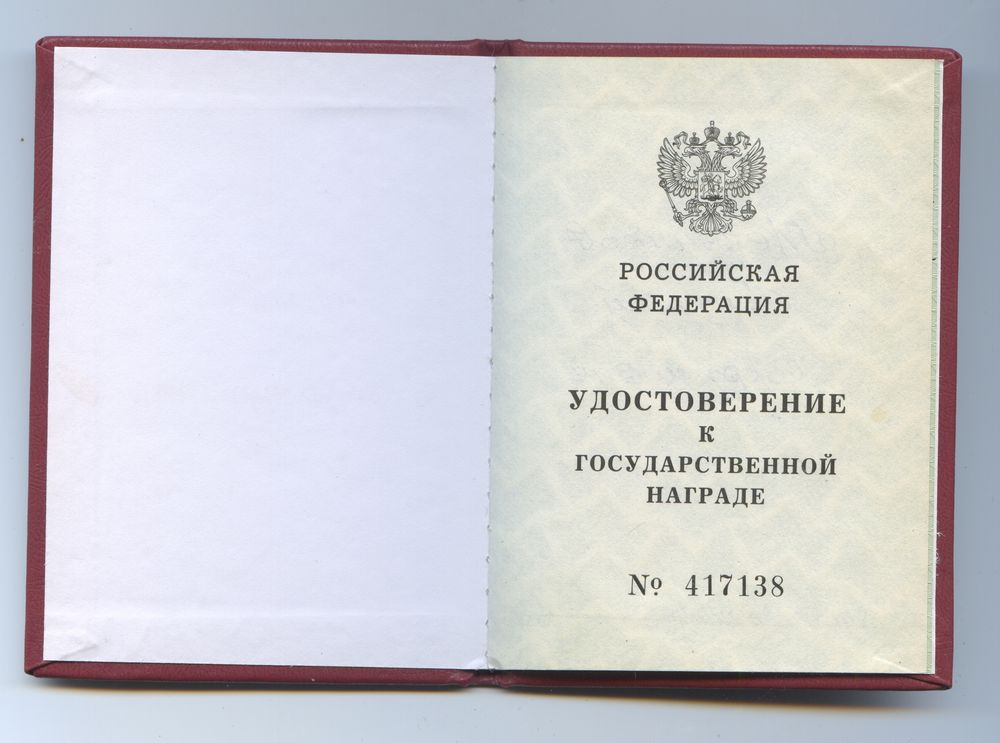 РОССИЙСКАЯ
ФЕДЕРАЦИЯ
УДОСТОВЕРЕНИЕ
К
ГОСУДАРСТВЕННОЙ
НАГРАДЕ
№ 417138